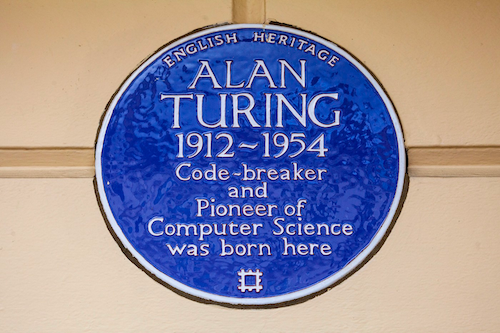 ENGLISH HERITAGE
ALAN
TURING
1912~1954
Code-breaker
and
Pioneer of
Computer Science
was born here